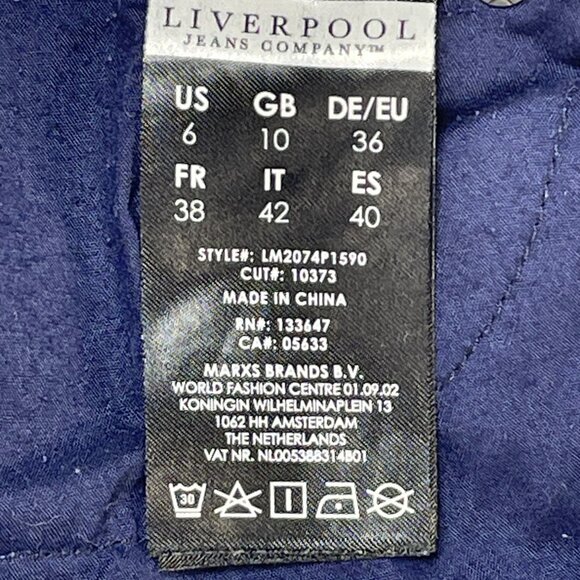 LIVERPOOL
JEANS COMPANY™
US GB DE/EU
6 10 36
FR IT ES
38 42 40
STYLE#: LM2074P1590
CUT#: 10373
MADE IN CHINA
RN#: 133647
CA#: 05633
MARXS BRANDS B.V.
WORLD FASHION CENTRE 01.09.02
KONINGIN WILHELMINAPLEIN 13
1062 HH AMSTERDAM
THE NETHERLANDS
VAT NR. NL005388314B01
30